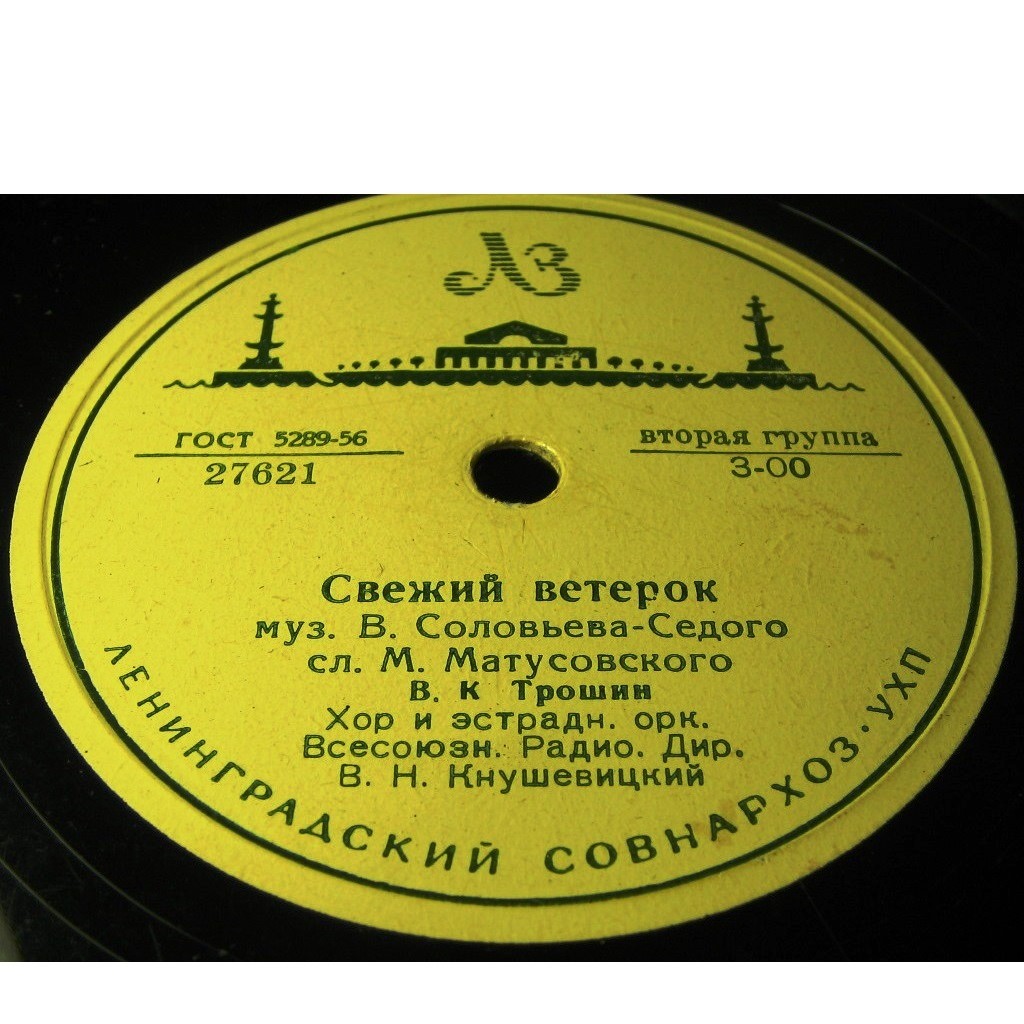 ЛЗ
ГОСТ 5289-56
27621
вторая группа
3-00
Свежий ветерок
муз. В. Соловьева-Седого
сл. М. Матусовского
В. К Трошин
Хор и эстрадн. орк.
Всесоюзн. Радио. Дир.
В. Н. Кнушевицкий
ЛЕНИНГРАДСКИЙ СОВНАРХОЗ·УХП